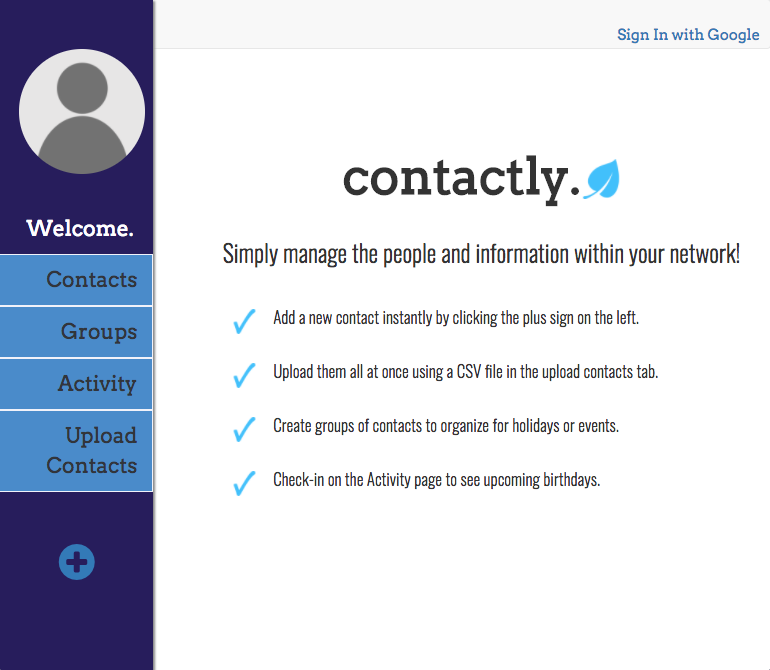 Sign In with Google
Welcome.
Contacts
Groups
Activity
Upload
Contacts
contactly.
Simply manage the people and information within your network!
Add a new contact instantly by clicking the plus sign on the left.
Upload them all at once using a CSV file in the upload contacts tab.
Create groups of contacts to organize for holidays or events.
Check-in on the Activity page to see upcoming birthdays.